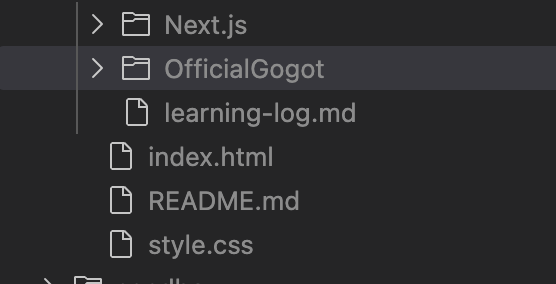 Next.js
OfficialGogot
learning-log.md
index.html
README.md
style.css